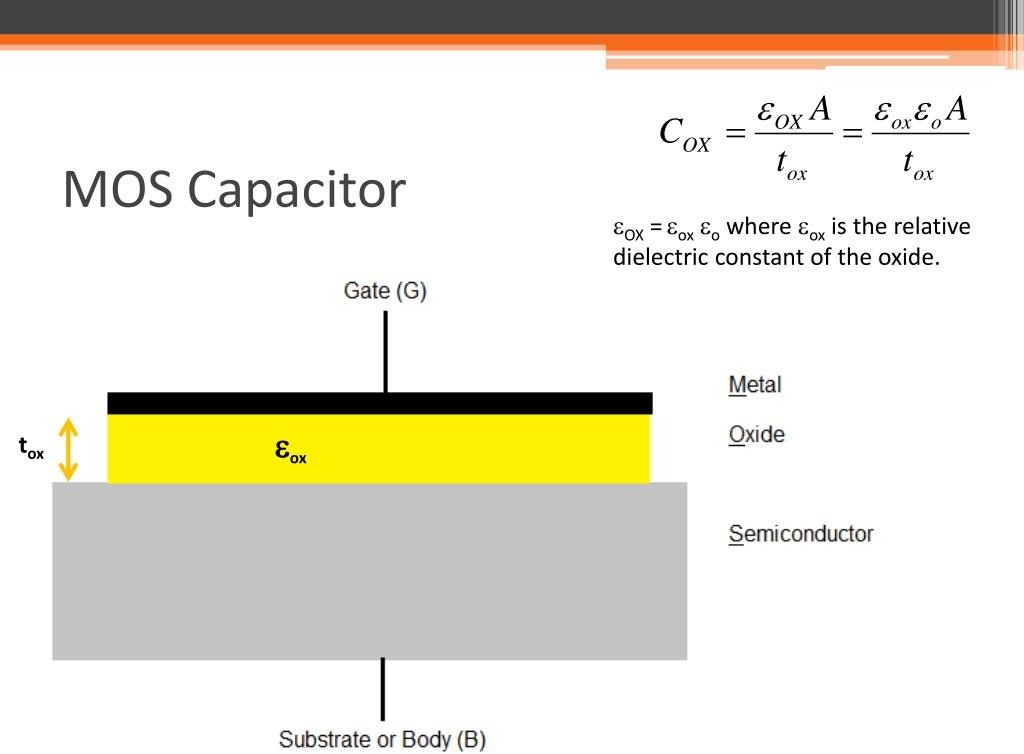 C_OX = ε_OX A / t_ox = ε_ox ε_o A / t_ox
MOS Capacitor
ε_OX = ε_ox ε_o where ε_ox is the relative
dielectric constant of the oxide.
Gate (G)
Metal
Oxide
t_ox
ε_ox
Semiconductor
Substrate or Body (B)